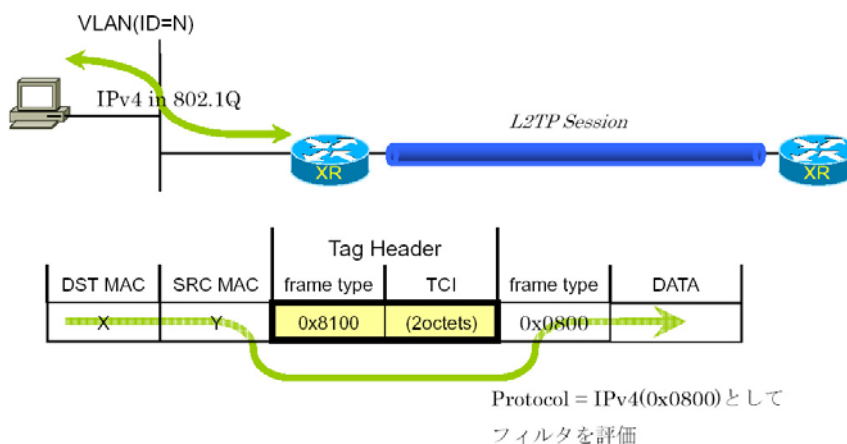 VLAN(ID=N)
IPv4 in 802.1Q
L2TP Session
XR
XR
Tag Header
DST MAC
SRC MAC
frame type
TCI
frame type
DATA
X
Y
0x8100
(2octets)
0x0800
Protocol = IPv4(0x0800)として
フィルタを評価